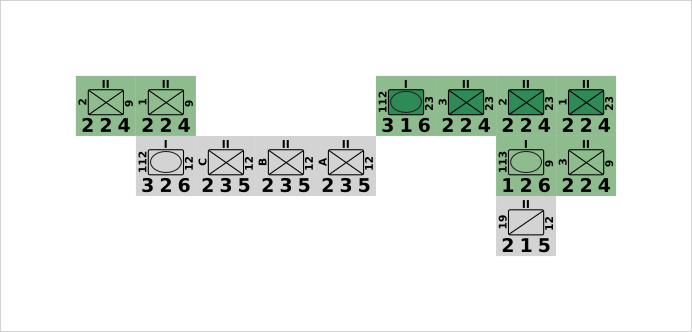 II II I II II II
2 9 1 9 112 23 3 23 2 23 1 23
2 2 4 2 2 4 3 1 6 2 2 4 2 2 4 2 2 4
I II II II I II
112 12 C 12 B 12 A 12 113 9 3 9
3 2 6 2 3 5 2 3 5 2 3 5 1 2 6 2 2 4
II
19 12
2 1 5